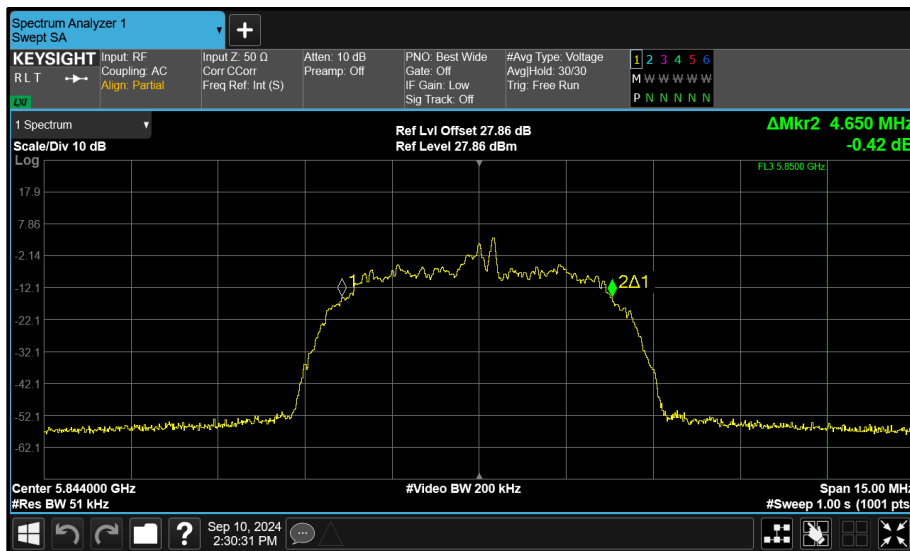 Spectrum Analyzer 1
Swept SA
+
KEYSIGHT
R L T
LXI
Input: RF
Coupling: AC
Align: Partial
Input Z: 50 Ω
Corr CCorr
Freq Ref: Int (S)
Atten: 10 dB
Preamp: Off
PNO: Best Wide
Gate: Off
IF Gain: Low
Sig Track: Off
#Avg Type: Voltage
Avg|Hold: 30/30
Trig: Free Run
1 2 3 4 5 6
M W W W W W
P N N N N N
1 Spectrum
Scale/Div 10 dB
Ref Lvl Offset 27.86 dB
Ref Level 27.86 dBm
ΔMkr2 4.650 MHz
-0.42 dB
Log
FL3 5.8500 GHz
17.9
7.86
-2.14
-12.1
-22.1
-32.1
-42.1
-52.1
-62.1
1
2Δ1
Center 5.844000 GHz
#Res BW 51 kHz
#Video BW 200 kHz
Span 15.00 MHz
#Sweep 1.00 s (1001 pts
?
Sep 10, 2024
2:30:31 PM